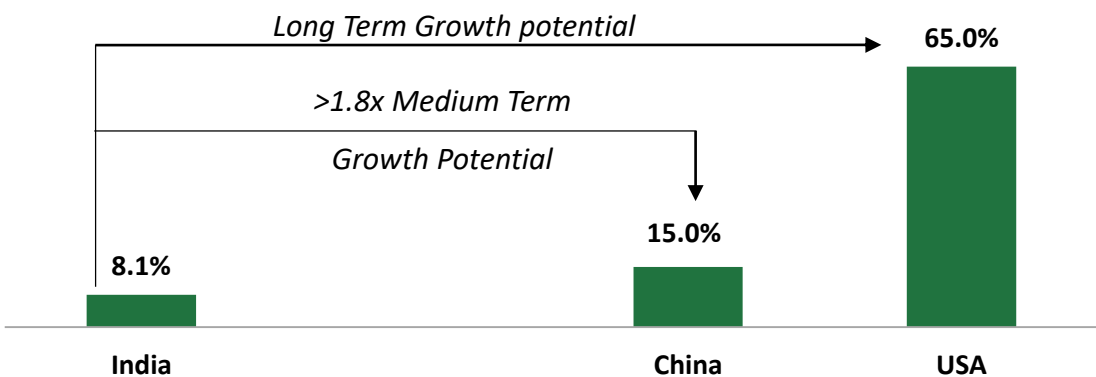 Long Term Growth potential
65.0%
>1.8x Medium Term
Growth Potential
15.0%
8.1%
India
China
USA